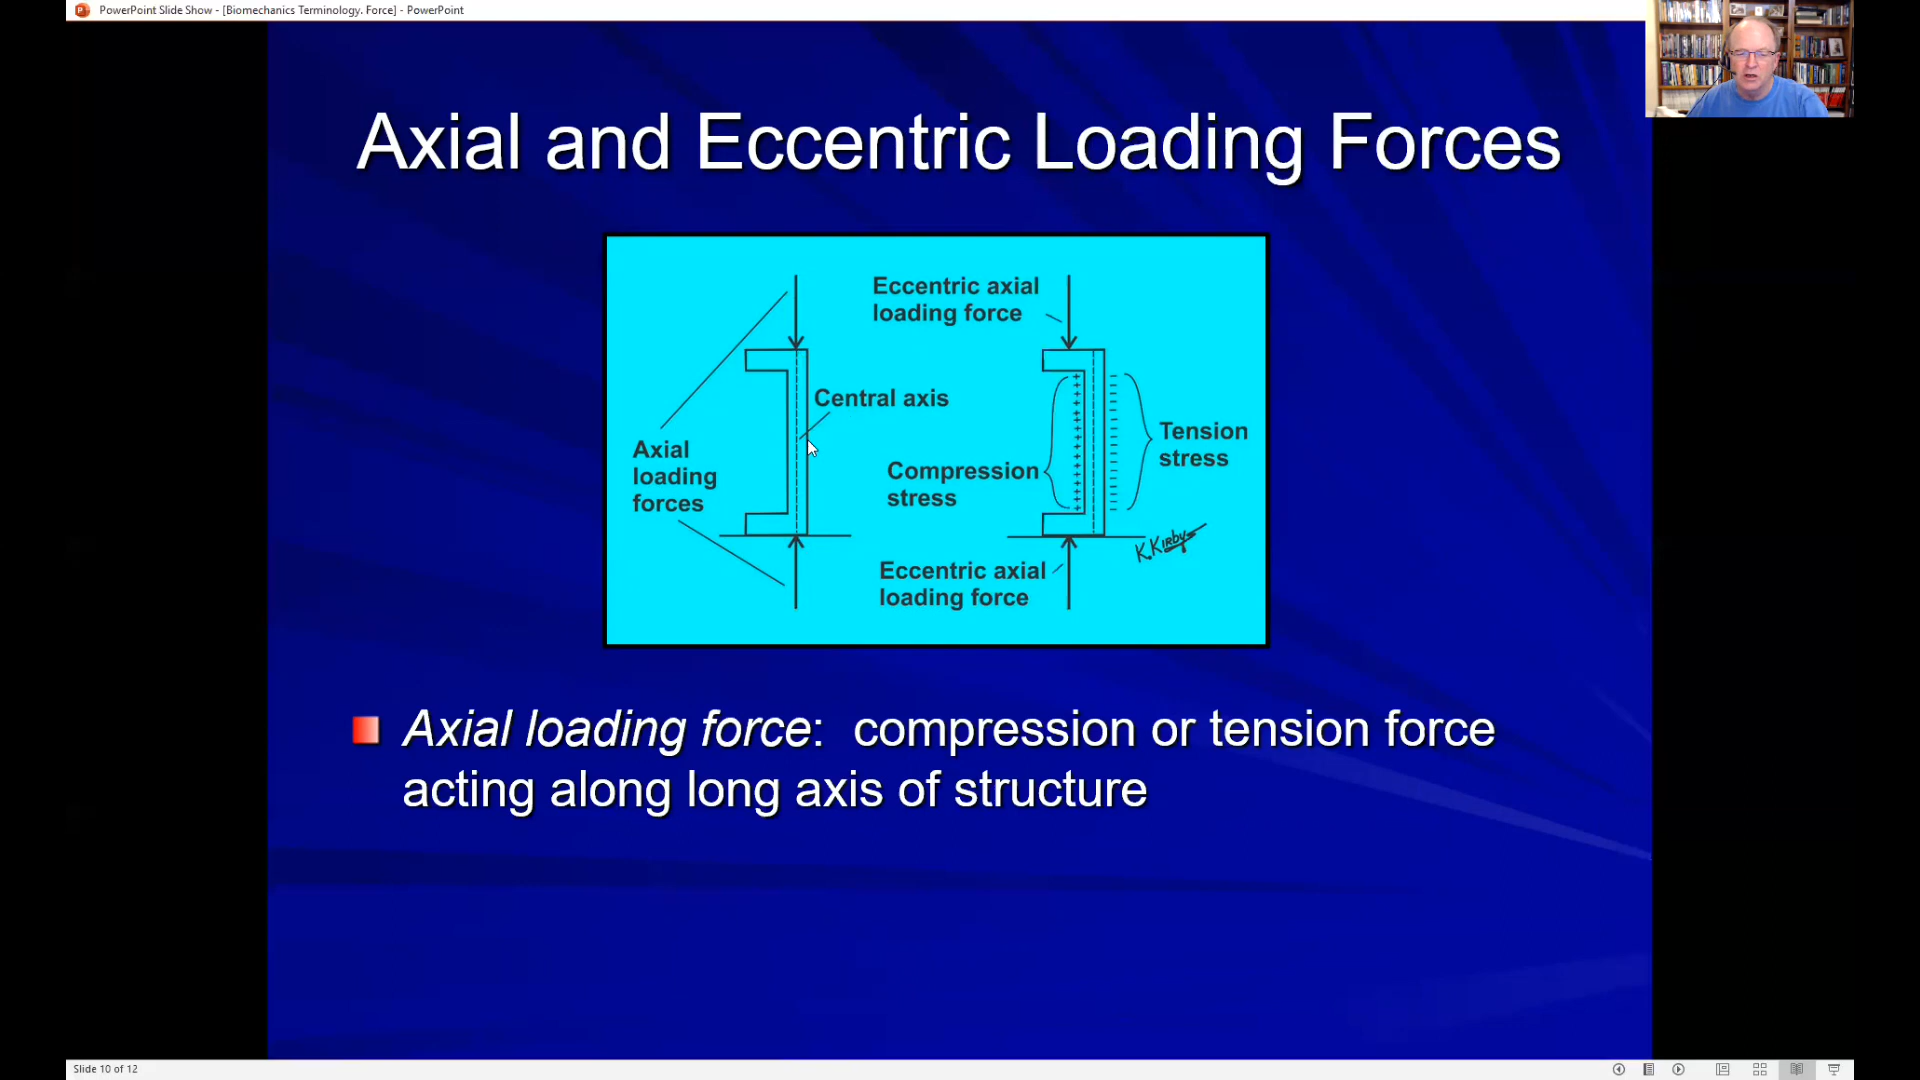 PowerPoint Slide Show - [Biomechanics Terminology. Force] - PowerPoint
Axial and Eccentric Loading Forces
Eccentric axial
loading force
Central axis
Axial
loading
forces
Compression
stress
Tension
stress
K.Kirby
Eccentric axial
loading force
Axial loading force: compression or tension force
acting along long axis of structure
Slide 10 of 12